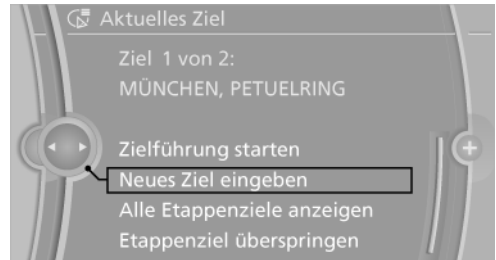 Aktuelles Ziel
Ziel 1 von 2:
MÜNCHEN, PETUELRING
Zielführung starten
Neues Ziel eingeben
Alle Etappenziele anzeigen
Etappenziel überspringen